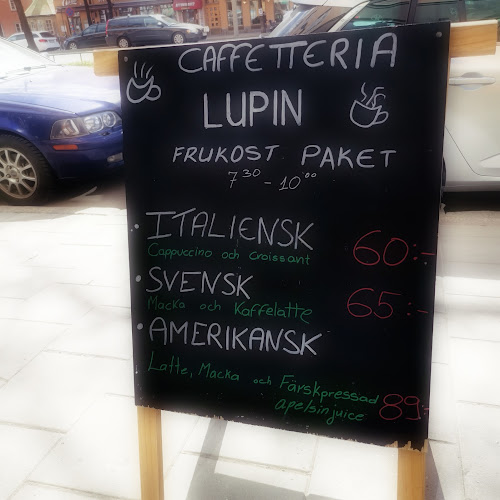 CAFFETTERIA
LUPIN
FRUKOST PAKET
7³⁰ - 10⁰⁰
• ITALIENSK 60:-
Cappuccino och croissant
• SVENSK 65:-
Macka och Kaffelatte
• AMERIKANSK
Latte, Macka och Färskpressad
apelsinjuice 89:-